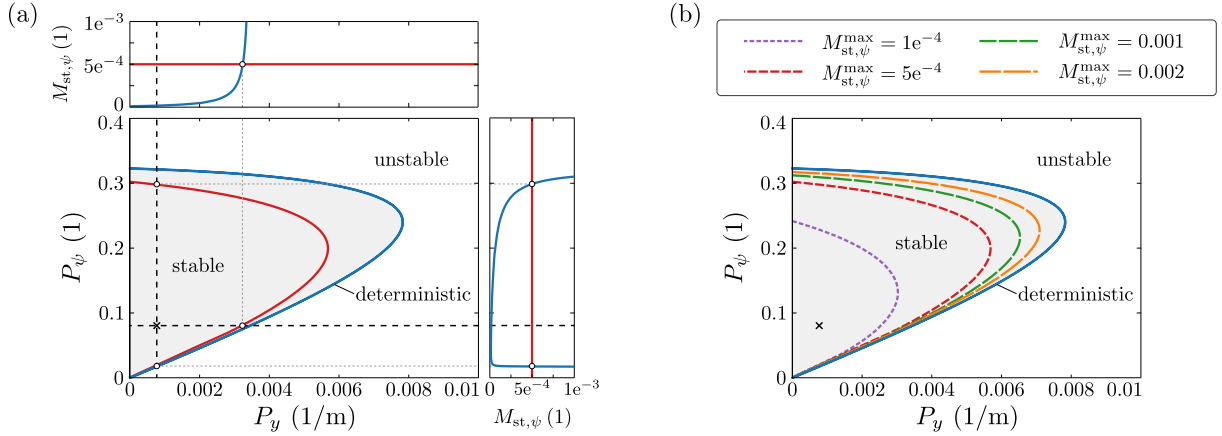 (a)
M_st,ψ (1)
1e⁻³
5e⁻⁴
0
0.4
0.3
0.2
0.1
0
P_ψ (1)
unstable
stable
deterministic
0 0.002 0.004 0.006 0.008 0.01
P_y (1/m)
0 5e⁻⁴ 1e⁻³
M_st,ψ (1)
(b)
M^max_st,ψ = 1e⁻⁴
M^max_st,ψ = 5e⁻⁴
M^max_st,ψ = 0.001
M^max_st,ψ = 0.002
0.4
0.3
0.2
0.1
0
P_ψ (1)
unstable
stable
deterministic
0 0.002 0.004 0.006 0.008 0.01
P_y (1/m)